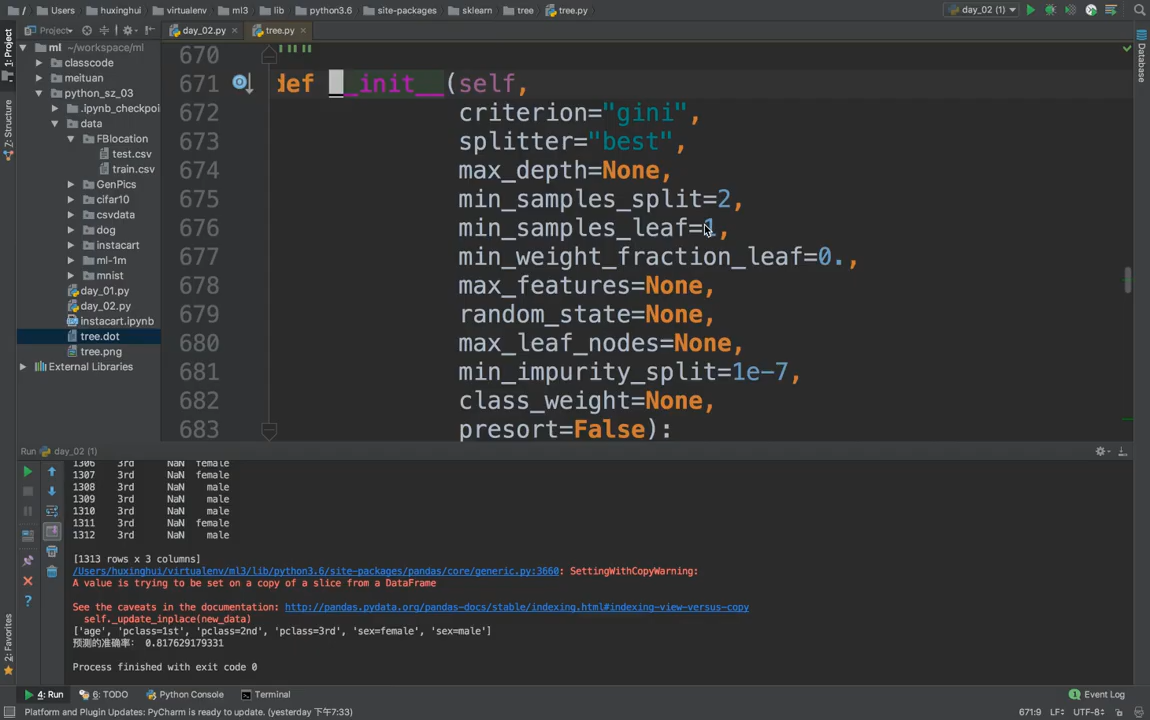 / Users huxinghui virtualenv ml3 lib python3.6 site-packages sklearn tree tree.py day_02 (1)
Project day_02.py tree.py
ml ~/workspace/ml
classcode
meituan
python_sz_03
.ipynb_checkpoi
data
FBlocation
test.csv
train.csv
GenPics
cifar10
csvdata
dog
instacart
ml-1m
mnist
day_01.py
day_02.py
instacart.ipynb
tree.dot
tree.png
External Libraries
1: Project
7: Structure
2: Favorites
Database
670 """
671 def __init__(self,
672 criterion="gini",
673 splitter="best",
674 max_depth=None,
675 min_samples_split=2,
676 min_samples_leaf=1,
677 min_weight_fraction_leaf=0.,
678 max_features=None,
679 random_state=None,
680 max_leaf_nodes=None,
681 min_impurity_split=1e-7,
682 class_weight=None,
683 presort=False):
Run day_02 (1)
1306 3rd NaN female
1307 3rd NaN female
1308 3rd NaN male
1309 3rd NaN male
1310 3rd NaN male
1311 3rd NaN female
1312 3rd NaN male
[1313 rows x 3 columns]
/Users/huxinghui/virtualenv/ml3/lib/python3.6/site-packages/pandas/core/generic.py:3660: SettingWithCopyWarning:
A value is trying to be set on a copy of a slice from a DataFrame
See the caveats in the documentation: http://pandas.pydata.org/pandas-docs/stable/indexing.html#indexing-view-versus-copy
self._update_inplace(new_data)
['age', 'pclass=1st', 'pclass=2nd', 'pclass=3rd', 'sex=female', 'sex=male']
预测的准确率： 0.817629179331
Process finished with exit code 0
4: Run 6: TODO Python Console Terminal Event Log
Platform and Plugin Updates: PyCharm is ready to update. (yesterday 下午7:33) 671:9 LF÷ UTF-8÷